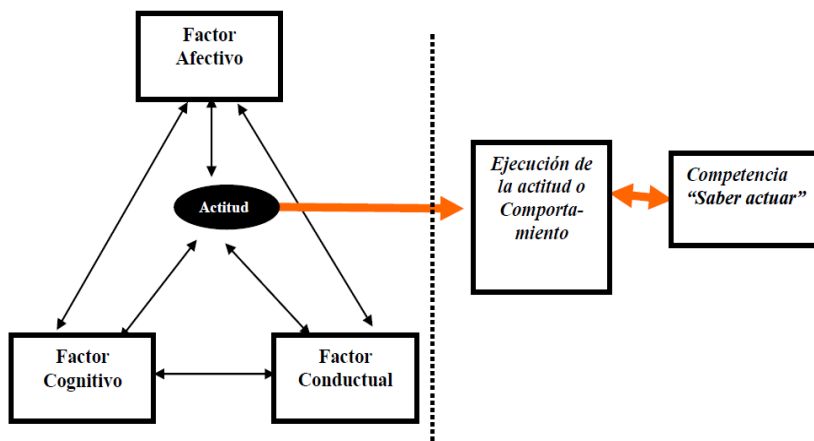 Factor
Afectivo
Actitud
Factor
Cognitivo
Factor
Conductual
Ejecución de
la actitud o
Comporta-
miento
Competencia
“Saber actuar”